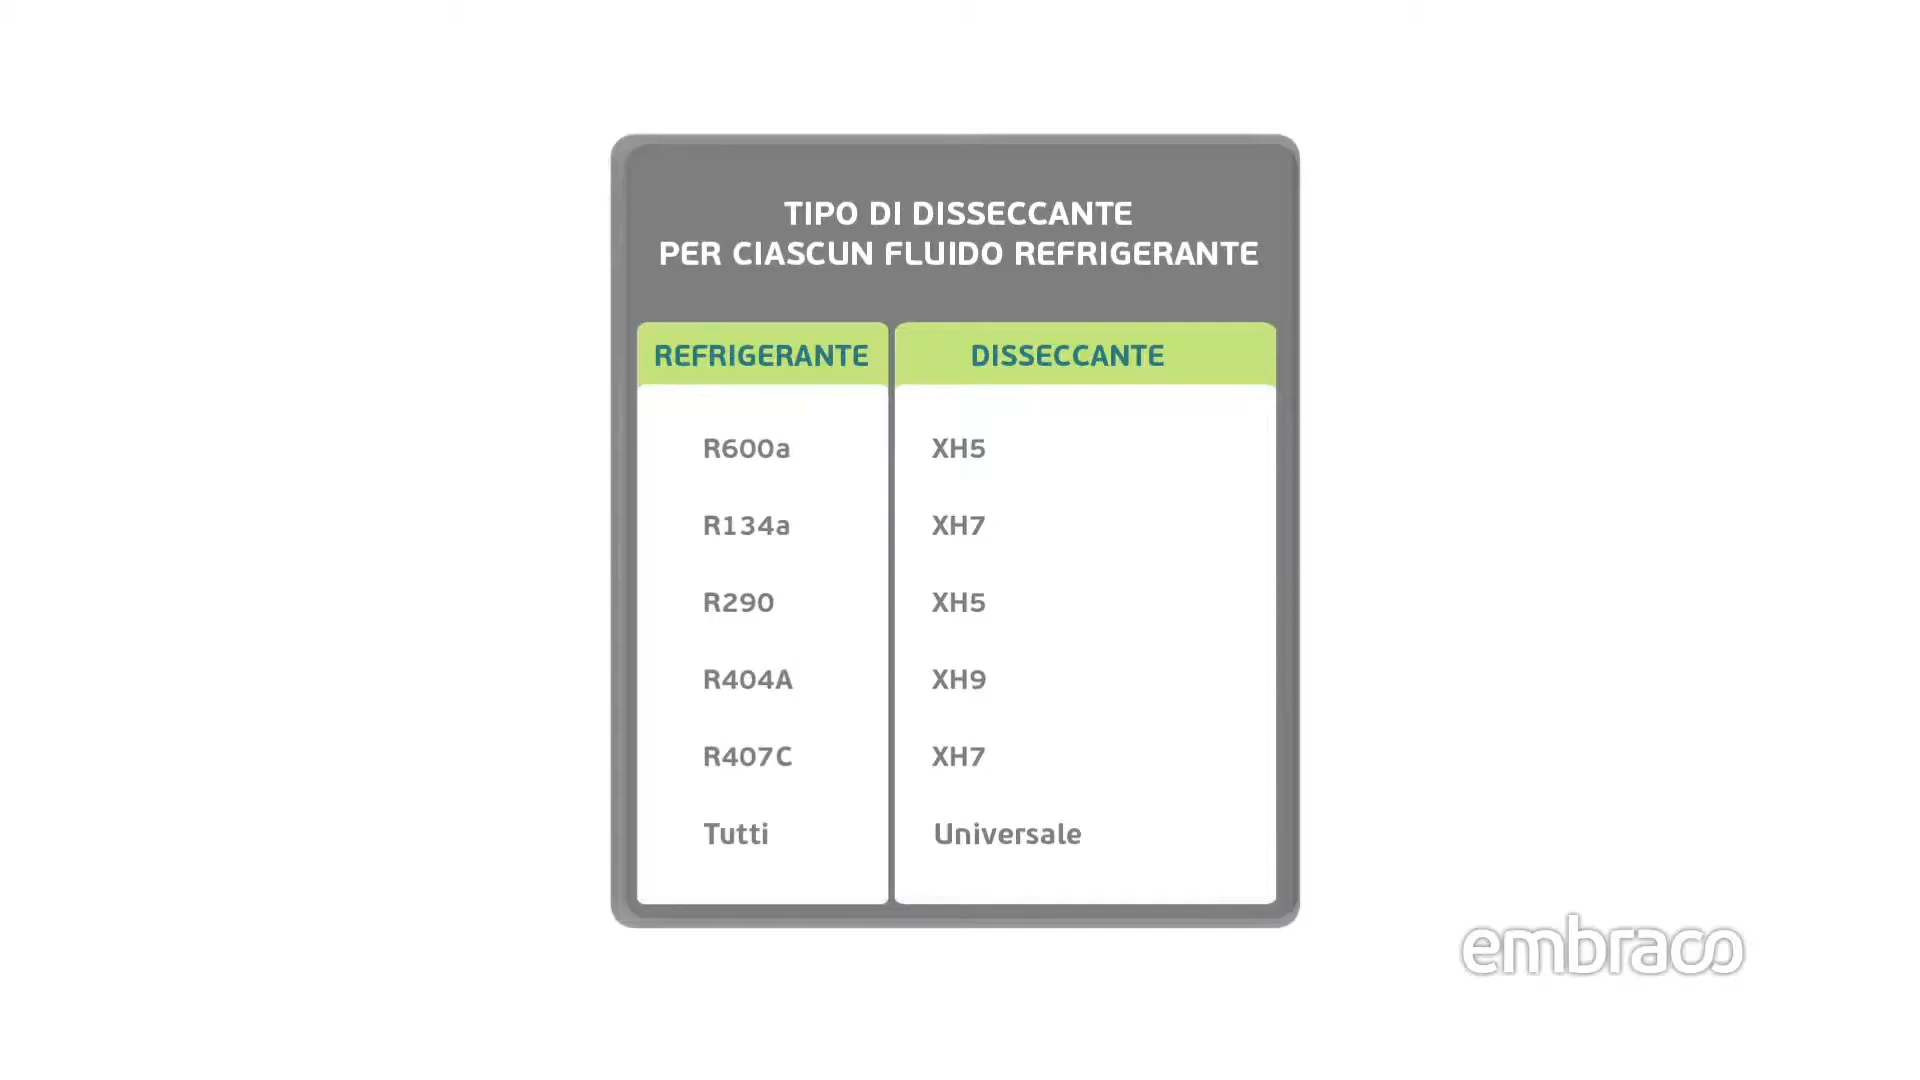 TIPO DI DISSECCANTE
PER CIASCUN FLUIDO REFRIGERANTE
REFRIGERANTE DISSECCANTE
R600a XH5
R134a XH7
R290 XH5
R404A XH9
R407C XH7
Tutti Universale
embraco